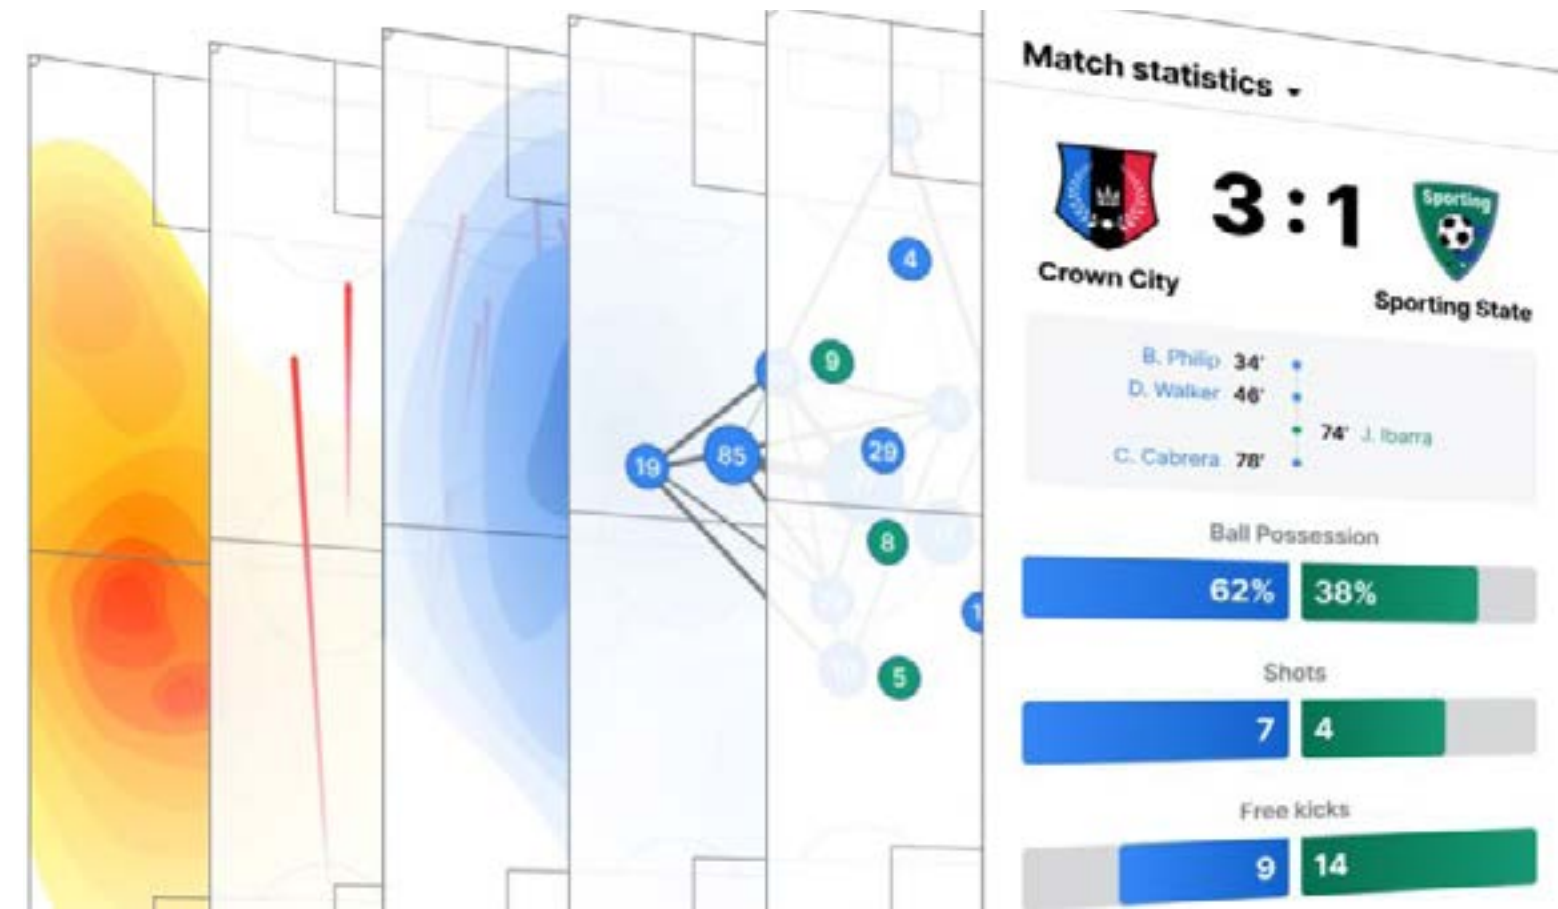 Match statistics
3 : 1
Sporting
Crown City
Sporting State
B. Philip 34'
D. Walker 46'
74' J. Ibarra
C. Cabrera 78'
Ball Possession
62% 38%
Shots
7 4
Free kicks
9 14
4
9
19 85 29
8
5